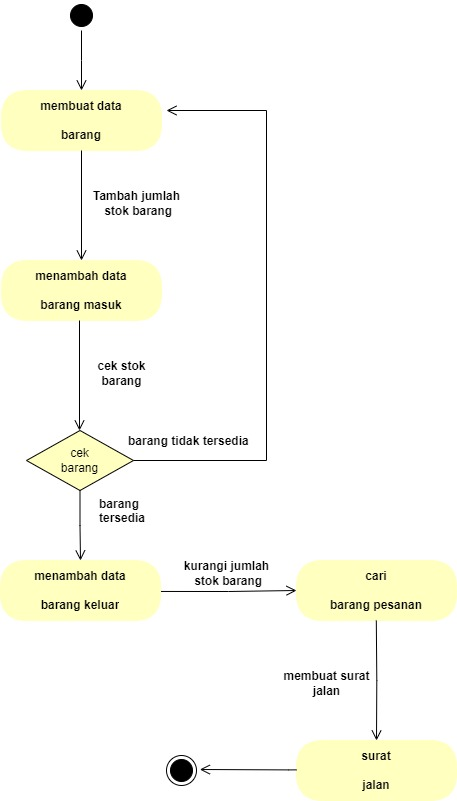 membuat data
barang
Tambah jumlah
stok barang
menambah data
barang masuk
cek stok
barang
barang tidak tersedia
cek
barang
barang
tersedia
menambah data
barang keluar
kurangi jumlah
stok barang
cari
barang pesanan
membuat surat
jalan
surat
jalan